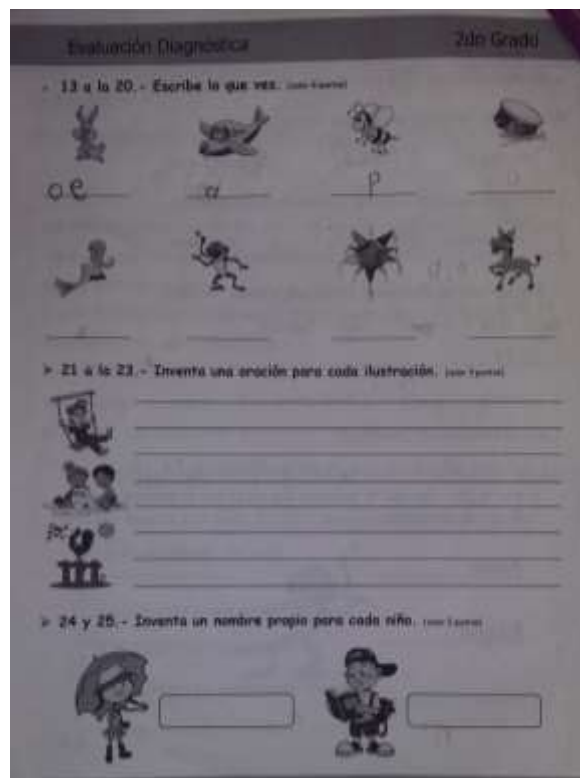 Evaluación Diagnóstica
2do Grado
13 a la 20.- Escribe lo que ves.
oe
a
p
21 a la 23.- Inventa una oración para cada ilustración.
24 y 25.- Inventa un nombre propio para cada niño.